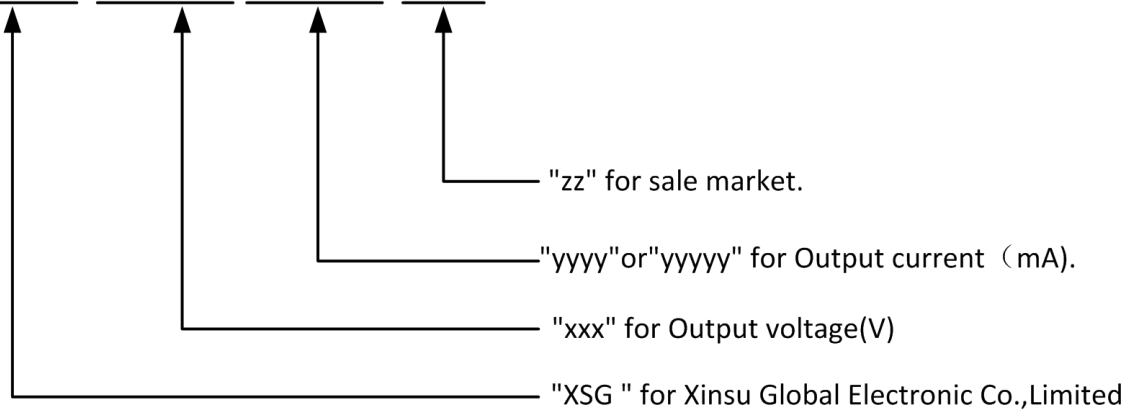 "zz" for sale market.
"yyyy"or"yyyyy" for Output current（mA).
"xxx" for Output voltage(V)
"XSG " for Xinsu Global Electronic Co.,Limited